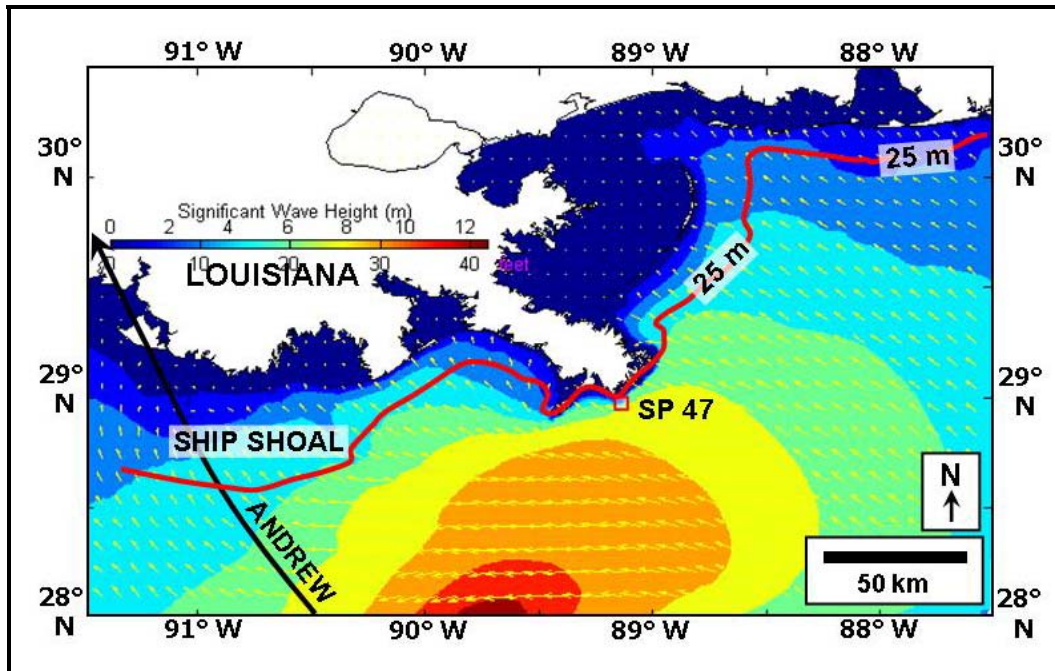 91° W 90° W 89° W 88° W
30° N
30° N
25 m
Significant Wave Height (m)
0 2 4 6 8 10 12
0 10 20 30 40 feet
LOUISIANA
25 m
29° N
29° N
SP 47
SHIP SHOAL
ANDREW
N
50 km
28° N
28° N
91° W 90° W 89° W 88° W